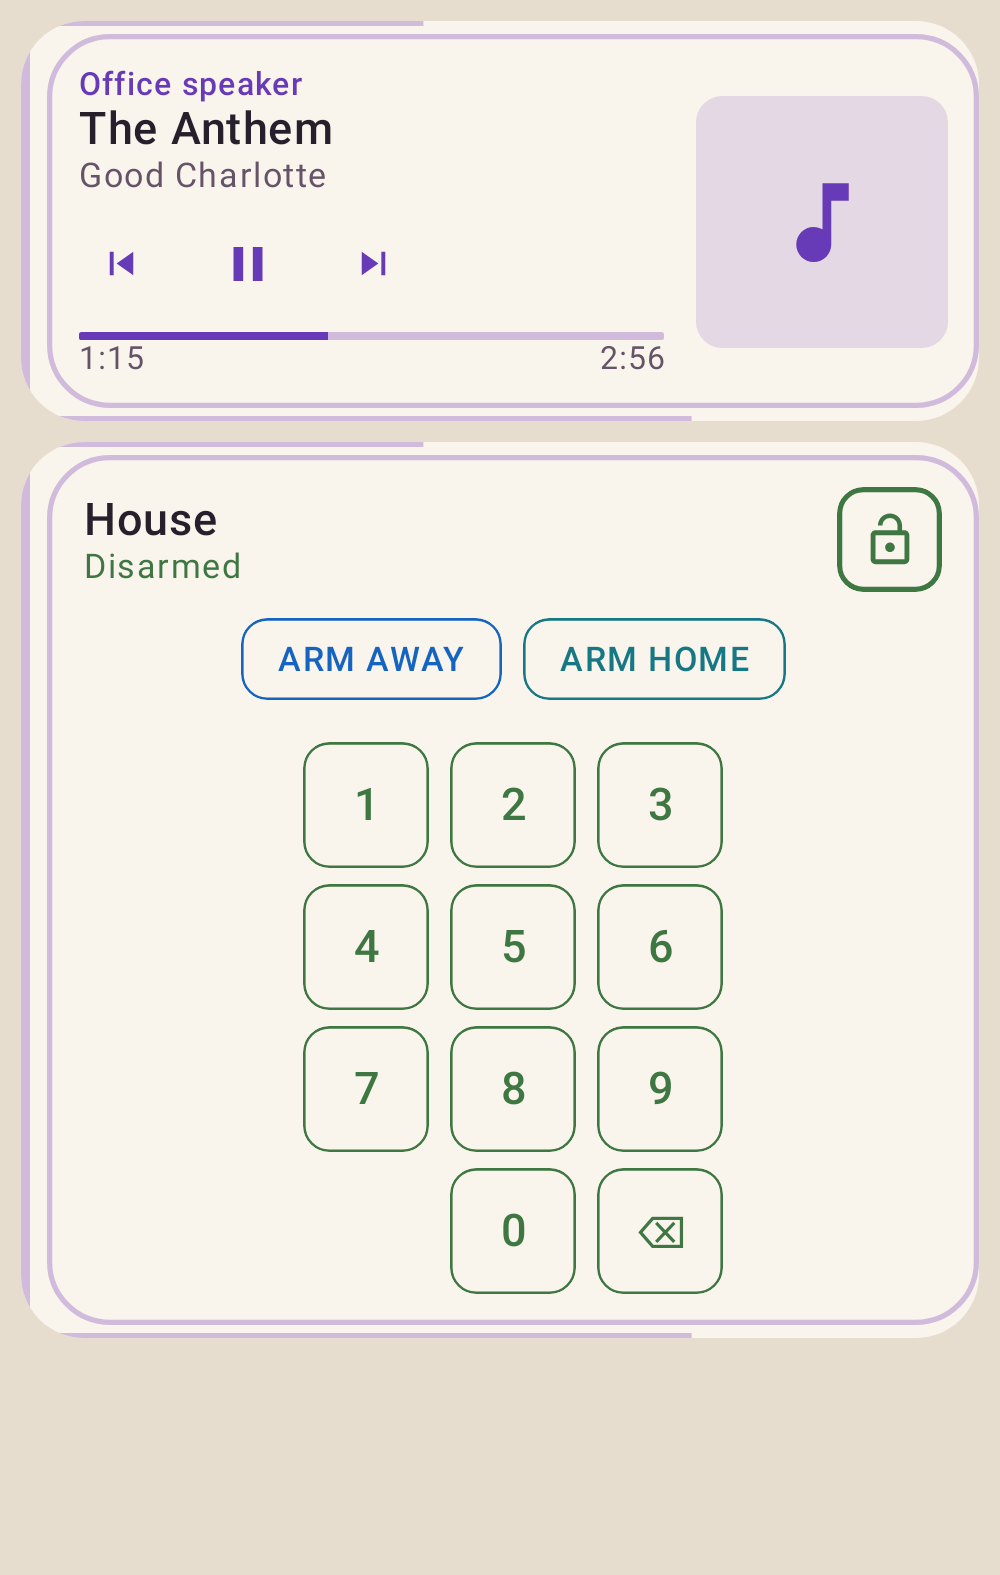 Office speaker
The Anthem
Good Charlotte
1:15 2:56
House
Disarmed
ARM AWAY ARM HOME
1 2 3
4 5 6
7 8 9
0